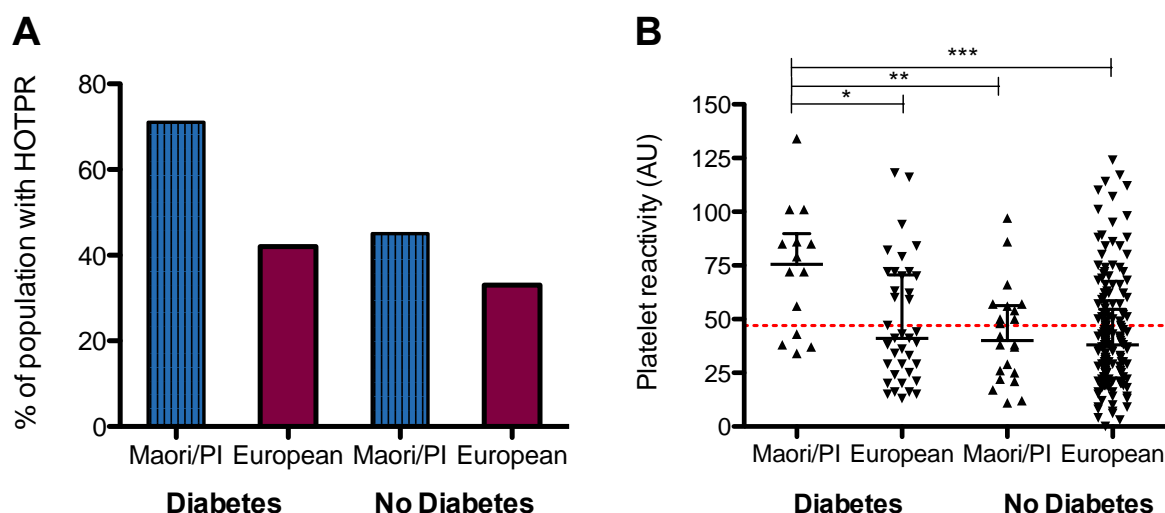 A
% of population with HOTPR
80
60
40
20
0
Maori/PI European Maori/PI European
Diabetes No Diabetes
B
***
**
*
Platelet reactivity (AU)
150
125
100
75
50
25
0
Maori/PI European Maori/PI European
Diabetes No Diabetes